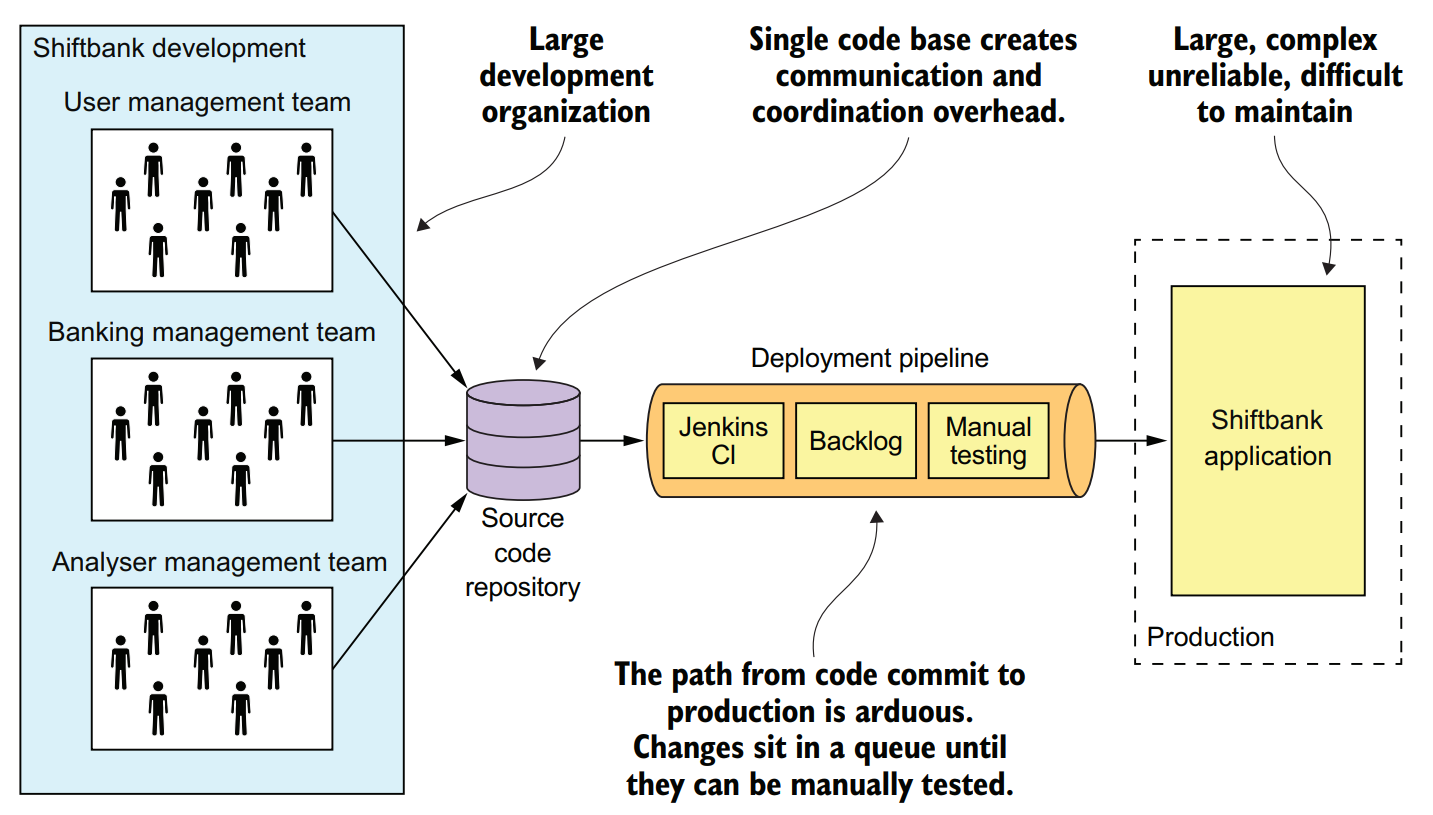 Shiftbank development
User management team
Banking management team
Analyser management team
Large
development
organization
Single code base creates
communication and
coordination overhead.
Large, complex
unreliable, difficult
to maintain
Source
code
repository
Deployment pipeline
Jenkins
CI
Backlog
Manual
testing
The path from code commit to
production is arduous.
Changes sit in a queue until
they can be manually tested.
Shiftbank
application
Production